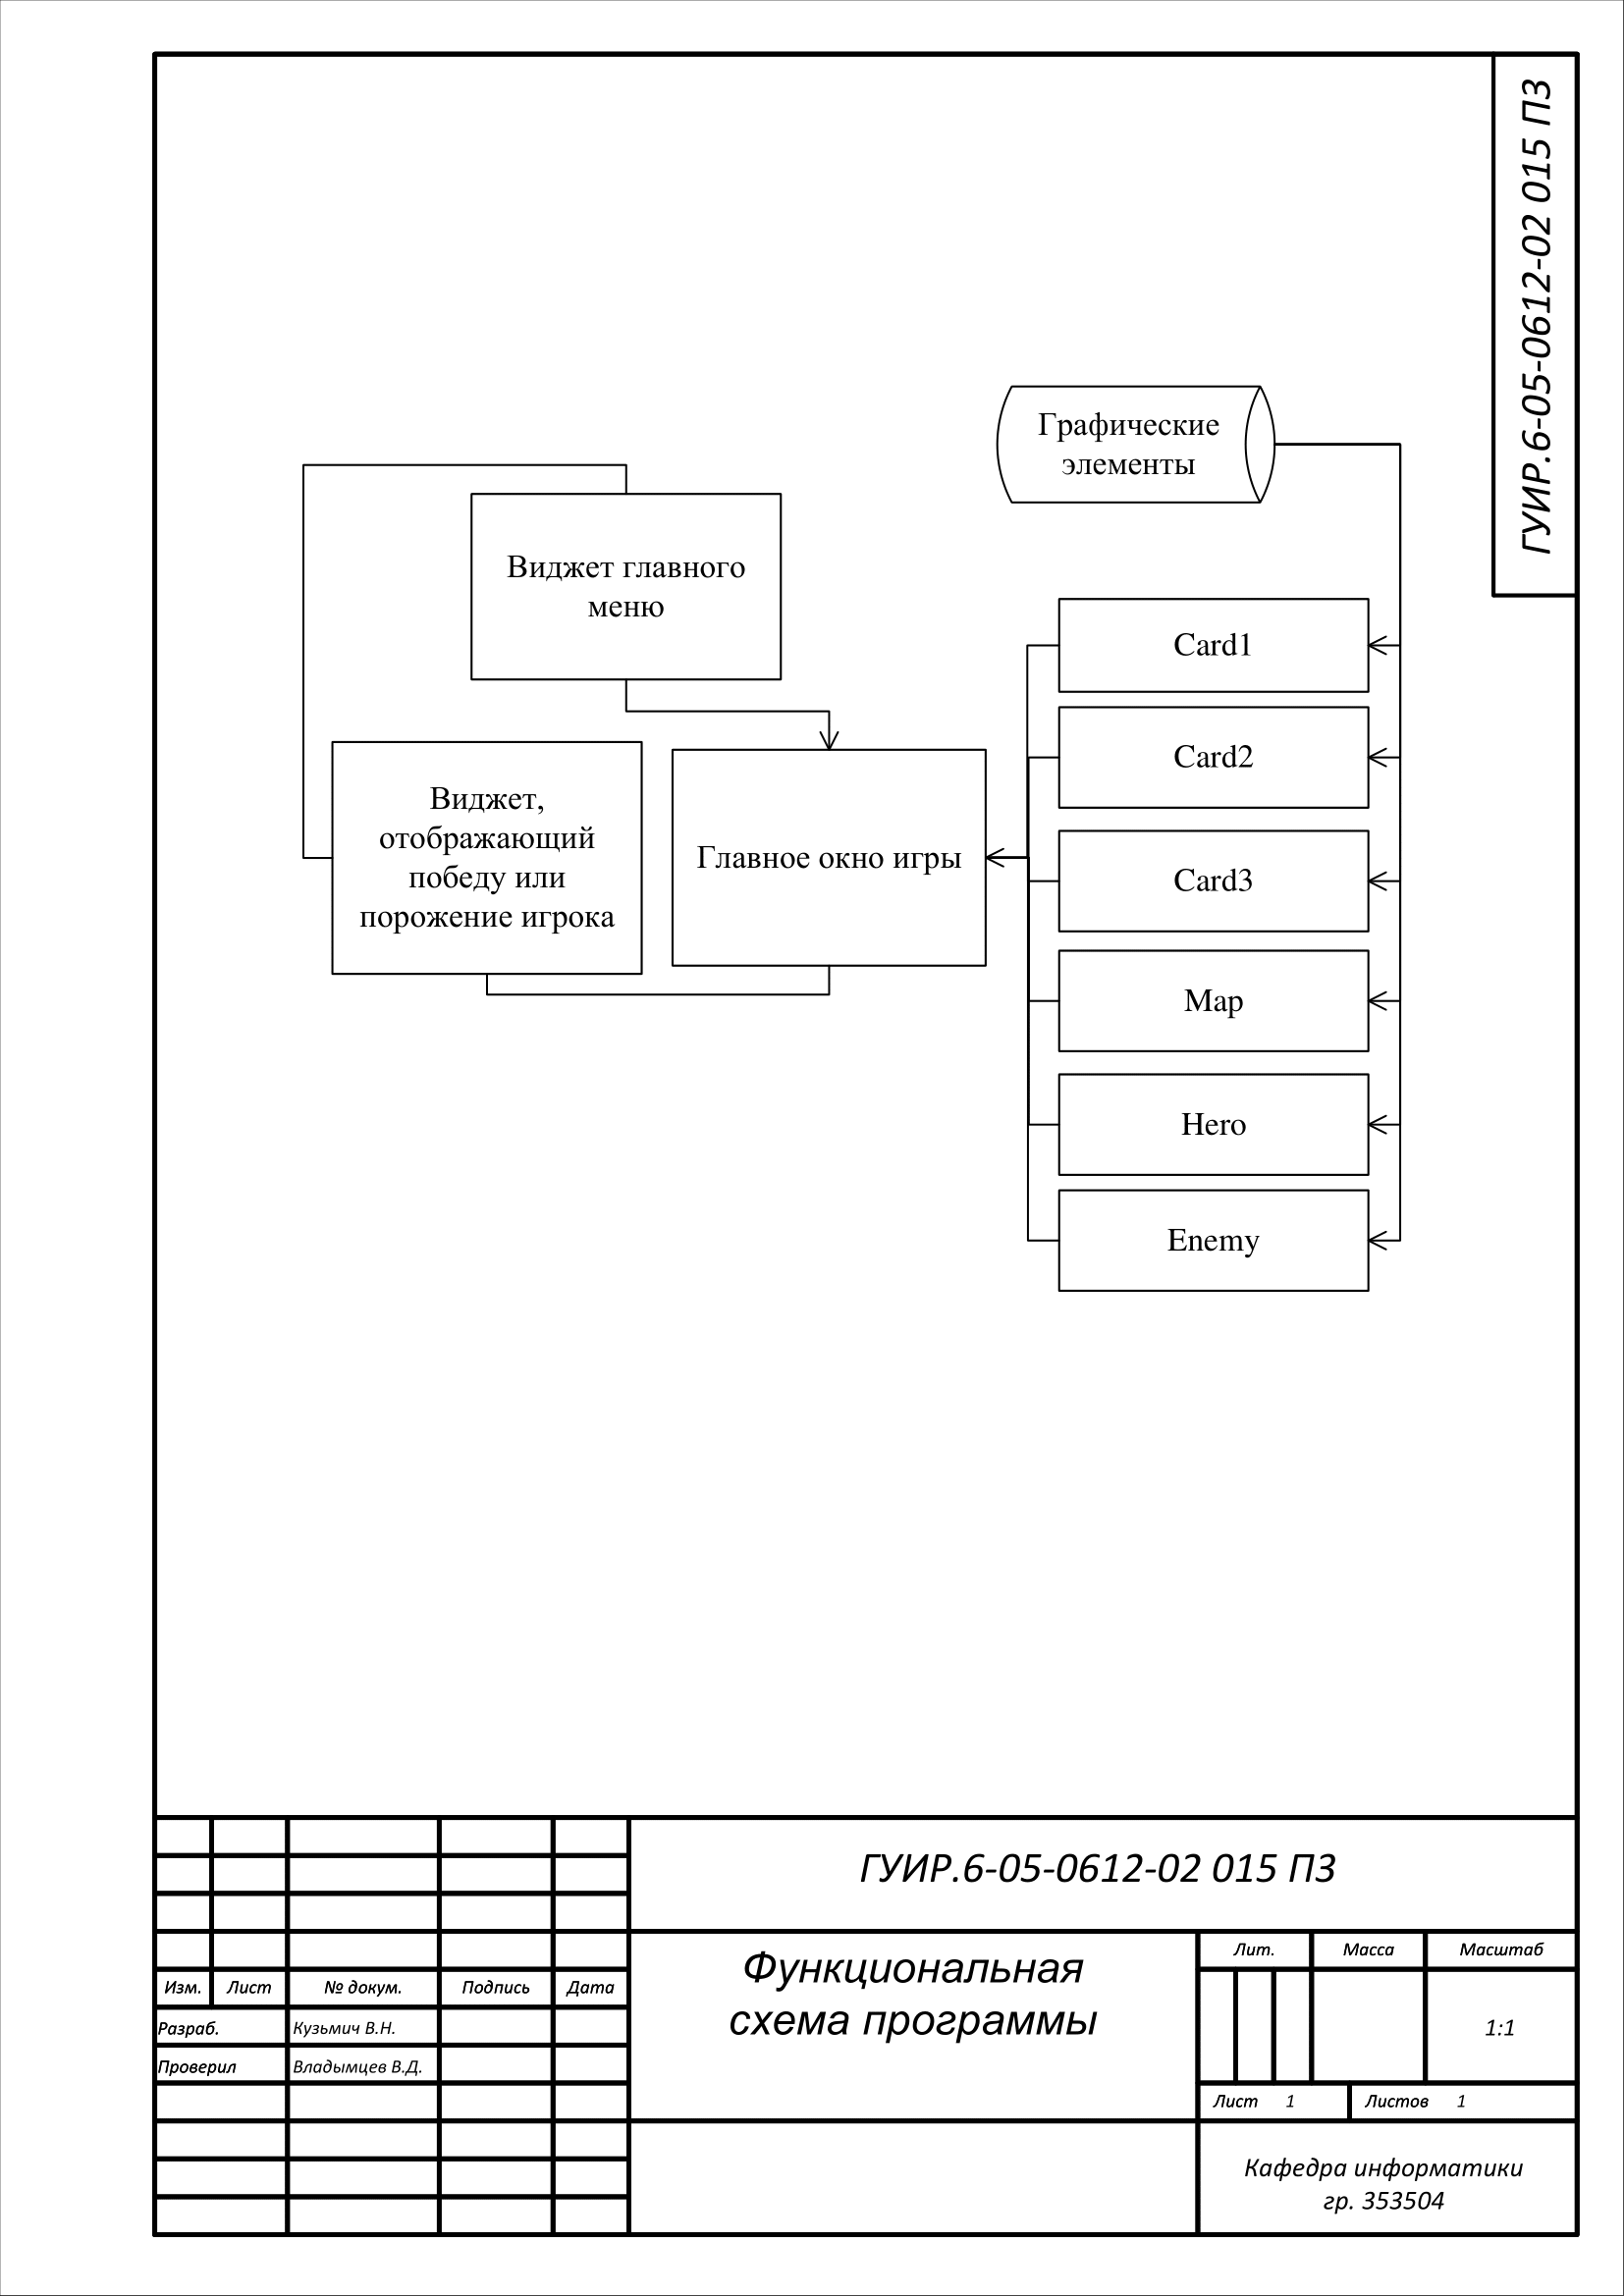 ГУИР.6-05-0612-02 015 ПЗ
Графические
элементы
Виджет главного
меню
Card1
Card2
Виджет,
отображающий
победу или
порожение игрока
Главное окно игры
Card3
Map
Hero
Enemy
ГУИР.6-05-0612-02 015 ПЗ
Функциональная
схема программы
Лит. Масса Масштаб
Изм. Лист № докум. Подпись Дата
Разраб. Кузьмич В.Н.
1:1
Проверил Владымцев В.Д.
Лист 1 Листов 1
Кафедра информатики
гр. 353504